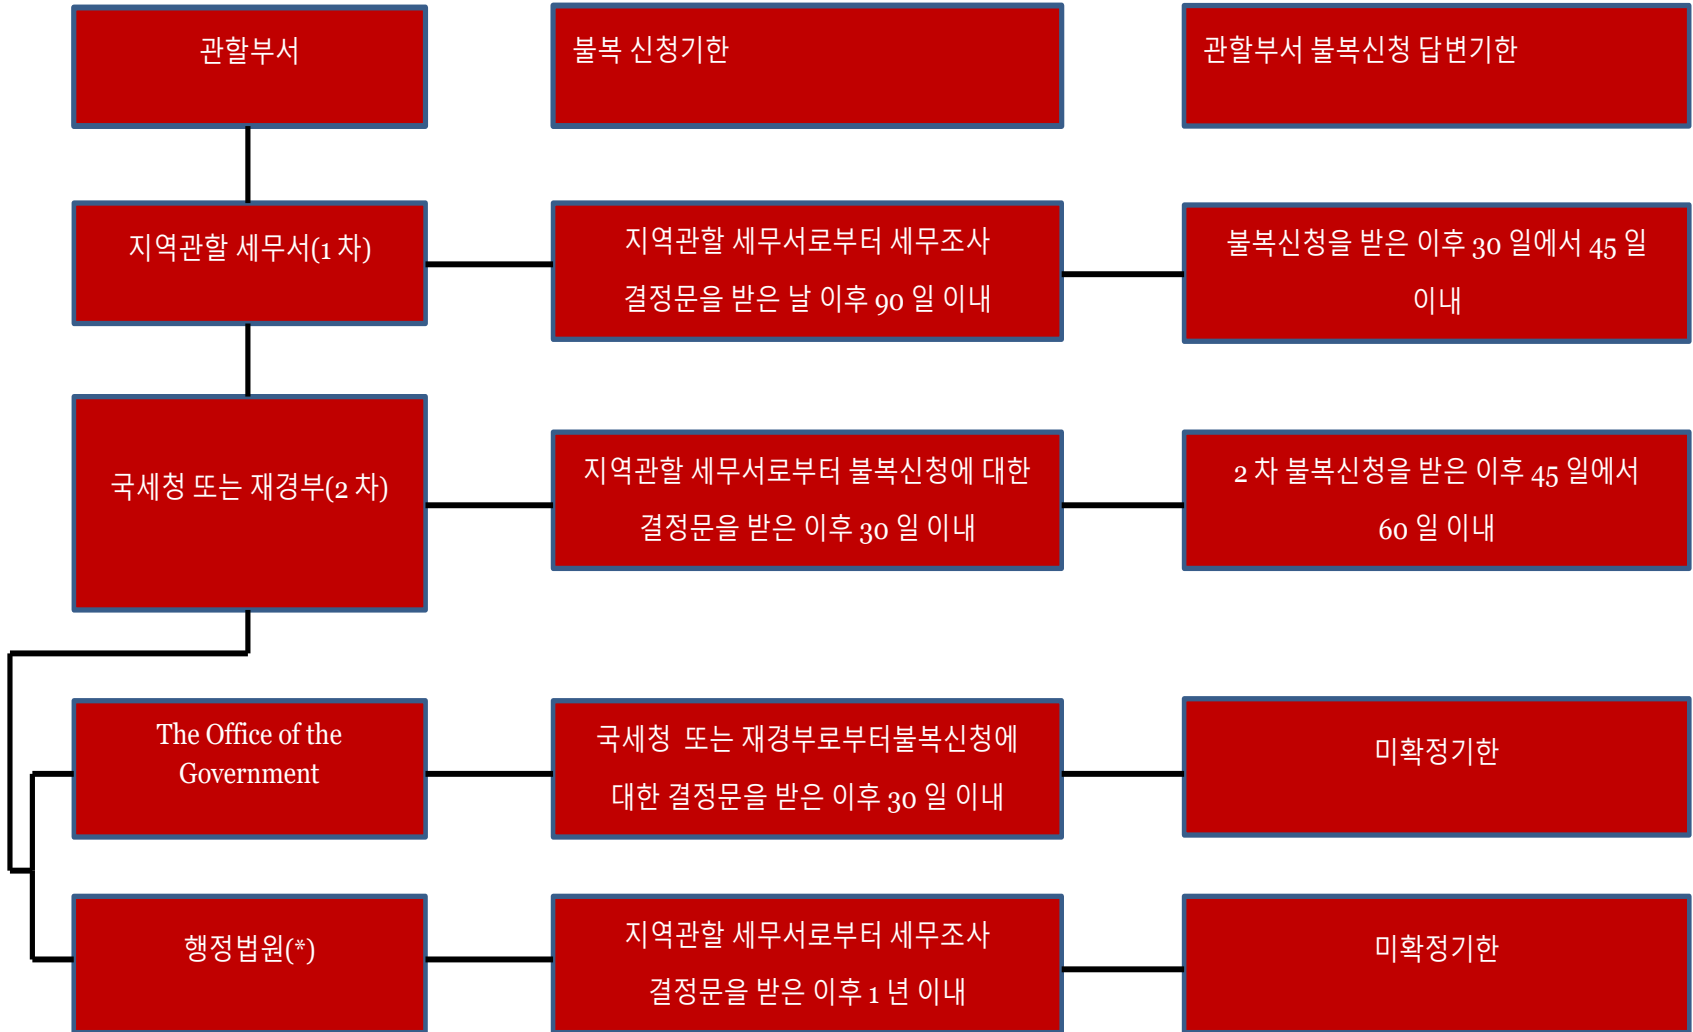 관할부서
불복 신청기한
관할부서 불복신청 답변기한
지역관할 세무서(1 차)
지역관할 세무서로부터 세무조사
결정문을 받은 날 이후 90 일 이내
불복신청을 받은 이후 30 일에서 45 일
이내
국세청 또는 재경부(2 차)
지역관할 세무서로부터 불복신청에 대한
결정문을 받은 이후 30 일 이내
2 차 불복신청을 받은 이후 45 일에서
60 일 이내
The Office of the
Government
국세청 또는 재경부로부터불복신청에
대한 결정문을 받은 이후 30 일 이내
미확정기한
행정법원(*)
지역관할 세무서로부터 세무조사
결정문을 받은 이후 1 년 이내
미확정기한